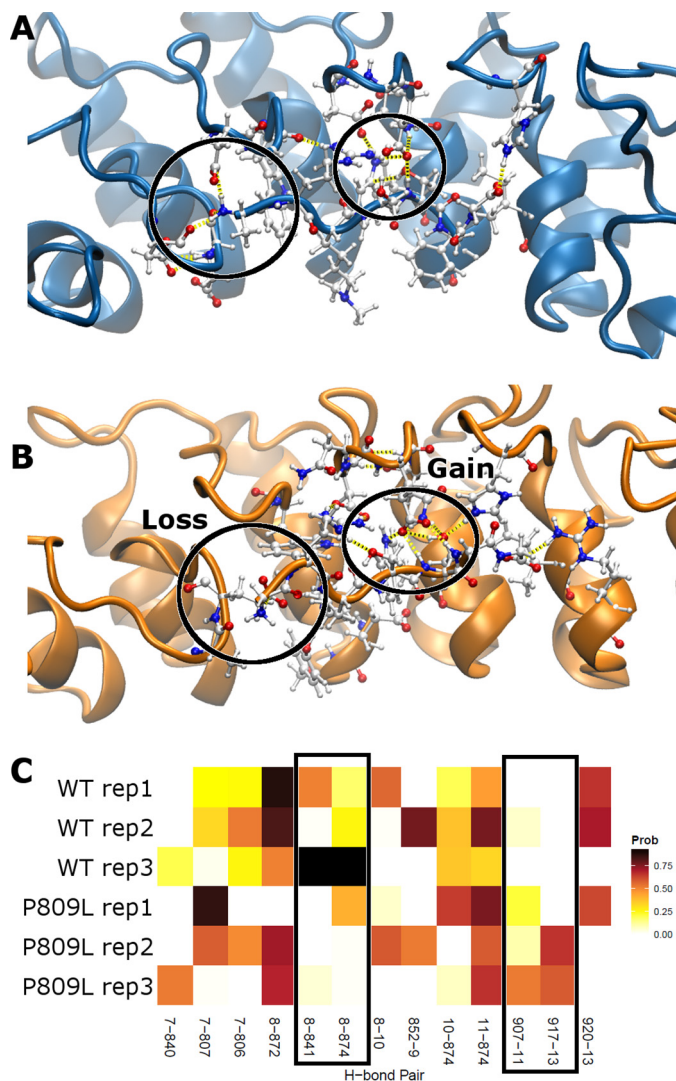 A
B
Loss
Gain
C
WT rep1
WT rep2
WT rep3
P809L rep1
P809L rep2
P809L rep3
Prob
0.75
0.50
0.25
0.00
7-840
7-807
7-806
8-872
8-841
8-874
8-10
852-9
10-874
11-874
907-11
917-13
920-13
H-bond Pair